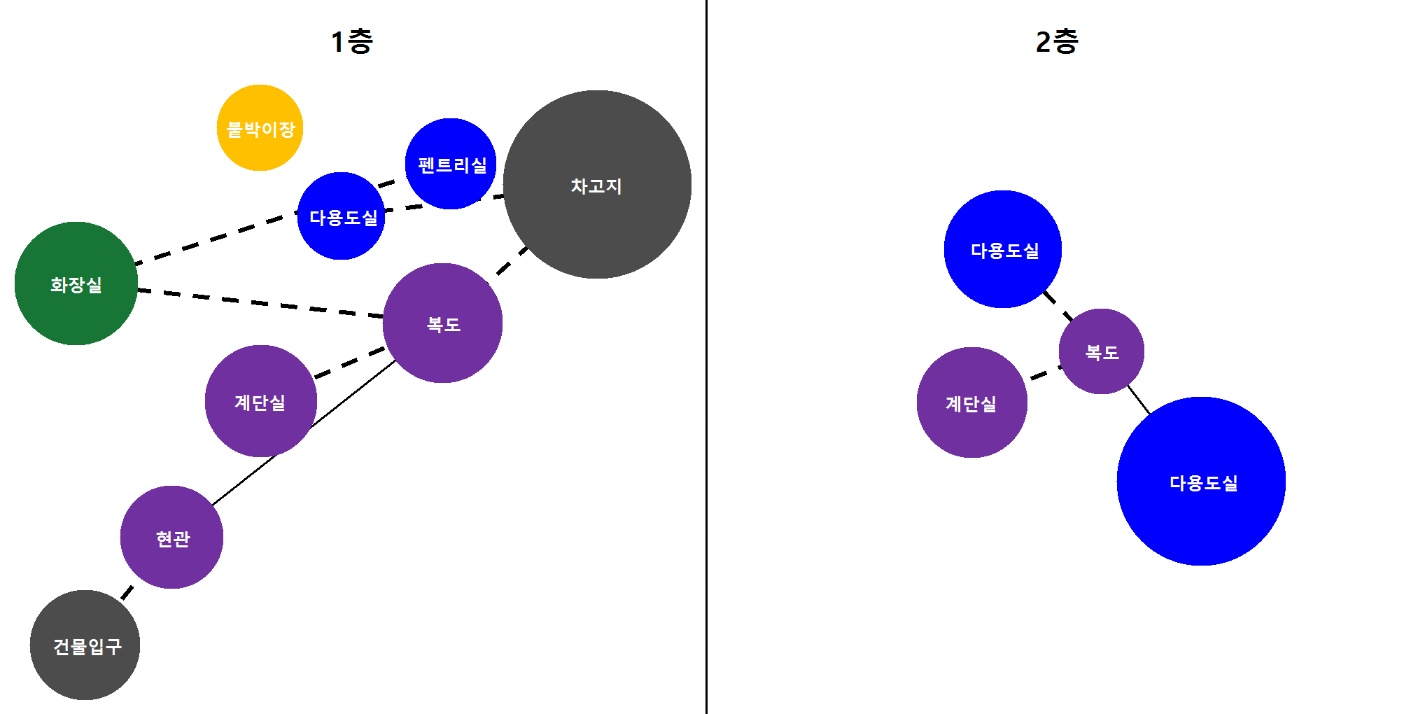 1층
붙박이장
펜트리실
차고지
다용도실
화장실
복도
계단실
현관
건물입구
2층
다용도실
복도
계단실
다용도실